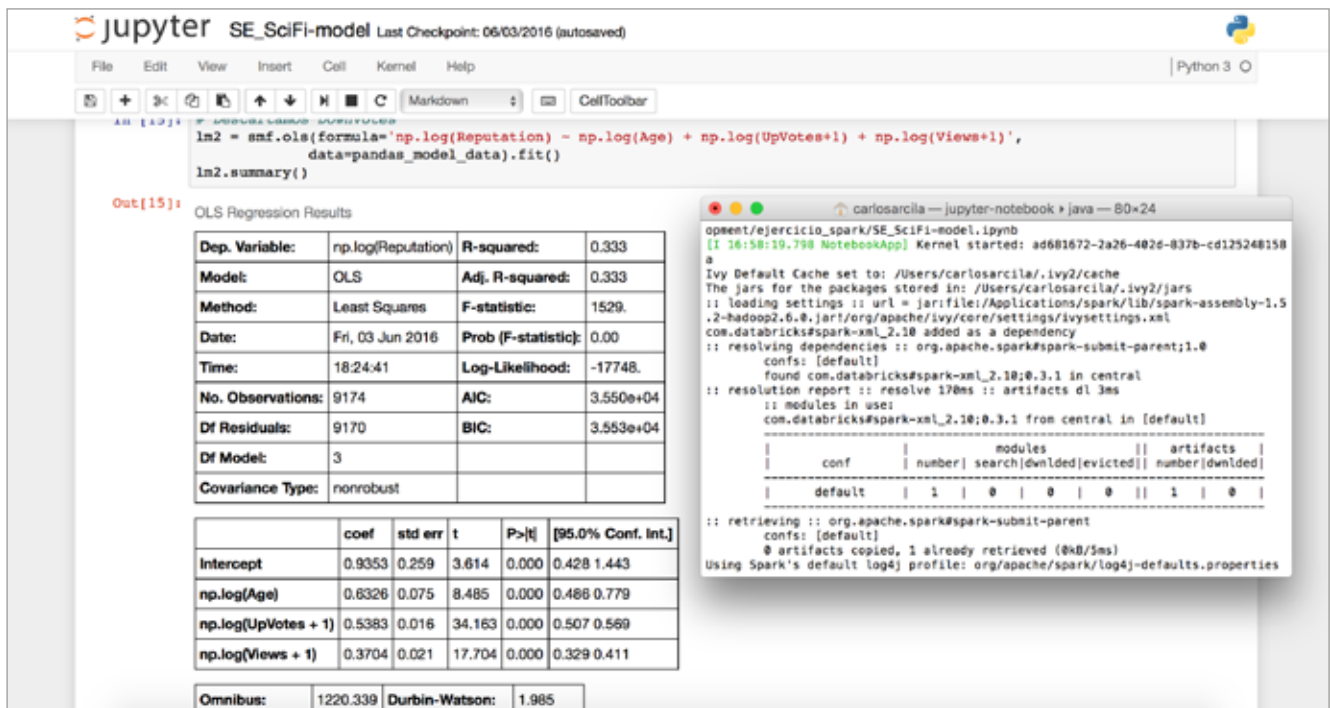 jupyter SE_SciFi-model Last Checkpoint: 06/03/2016 (autosaved)
File Edit View Insert Cell Kernel Help Python 3
Markdown CellToolbar
In [15]: # Descartamos DownVotes
lm2 = smf.ols(formula='np.log(Reputation) ~ np.log(Age) + np.log(UpVotes+1) + np.log(Views+1)',
data=pandas_model_data).fit()
lm2.summary()
Out[15]:
OLS Regression Results
Dep. Variable: np.log(Reputation) R-squared: 0.333
Model: OLS Adj. R-squared: 0.333
Method: Least Squares F-statistic: 1529.
Date: Fri, 03 Jun 2016 Prob (F-statistic): 0.00
Time: 18:24:41 Log-Likelihood: -17748.
No. Observations: 9174 AIC: 3.550e+04
Df Residuals: 9170 BIC: 3.553e+04
Df Model: 3
Covariance Type: nonrobust
coef std err t P>|t| [95.0% Conf. Int.]
Intercept 0.9353 0.259 3.614 0.000 0.428 1.443
np.log(Age) 0.6326 0.075 8.485 0.000 0.486 0.779
np.log(UpVotes + 1) 0.5383 0.016 34.163 0.000 0.507 0.569
np.log(Views + 1) 0.3704 0.021 17.704 0.000 0.329 0.411
Omnibus: 1220.339 Durbin-Watson: 1.985
carlosarcila — jupyter-notebook ▸ java — 80×24
opment/ejercicio_spark/SE_SciFi-model.ipynb
[I 16:58:19.798 NotebookApp] Kernel started: ad681672-2a26-402d-837b-cd125248158
a
Ivy Default Cache set to: /Users/carlosarcila/.ivy2/cache
The jars for the packages stored in: /Users/carlosarcila/.ivy2/jars
:: loading settings :: url = jar:file:/Applications/spark/lib/spark-assembly-1.5
.2-hadoop2.6.0.jar!/org/apache/ivy/core/settings/ivysettings.xml
com.databricks#spark-xml_2.10 added as a dependency
:: resolving dependencies :: org.apache.spark#spark-submit-parent;1.0
confs: [default]
found com.databricks#spark-xml_2.10;0.3.1 in central
:: resolution report :: resolve 170ms :: artifacts dl 3ms
:: modules in use:
com.databricks#spark-xml_2.10;0.3.1 from central in [default]
| | modules || artifacts |
| conf | number| search|dwnlded|evicted|| number|dwnlded|
| default | 1 | 0 | 0 | 0 || 1 | 0 |
:: retrieving :: org.apache.spark#spark-submit-parent
confs: [default]
0 artifacts copied, 1 already retrieved (0kB/5ms)
Using Spark's default log4j profile: org/apache/spark/log4j-defaults.properties